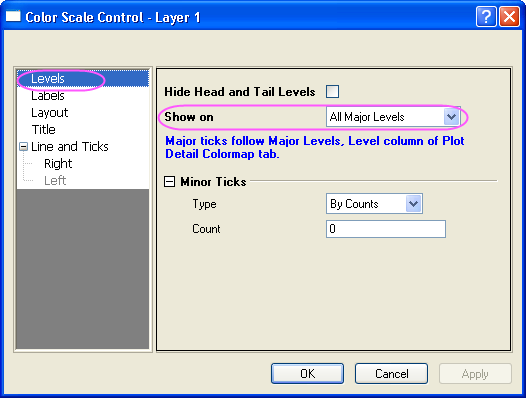 Color Scale Control - Layer 1
Levels
Labels
Layout
Title
Line and Ticks
Right
Left
Hide Head and Tail Levels
Show on All Major Levels
Major ticks follow Major Levels, Level column of Plot
Detail Colormap tab.
Minor Ticks
Type By Counts
Count 0
OK Cancel Apply